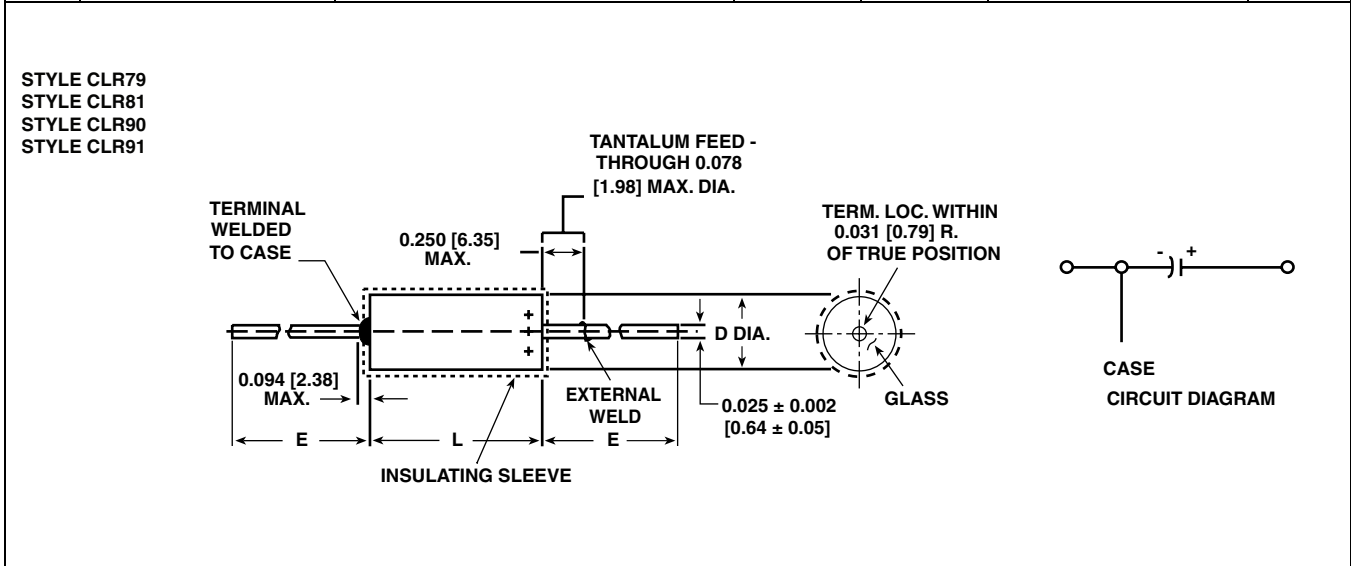 STYLE CLR79
STYLE CLR81
STYLE CLR90
STYLE CLR91
TANTALUM FEED -
THROUGH 0.078
[1.98] MAX. DIA.
TERMINAL
WELDED
TO CASE
0.250 [6.35]
MAX.
TERM. LOC. WITHIN
0.031 [0.79] R.
OF TRUE POSITION
- +
+
+
+
D DIA.
0.094 [2.38]
MAX.
EXTERNAL
WELD
0.025 ± 0.002
[0.64 ± 0.05]
GLASS
CASE
CIRCUIT DIAGRAM
E
L
E
INSULATING SLEEVE